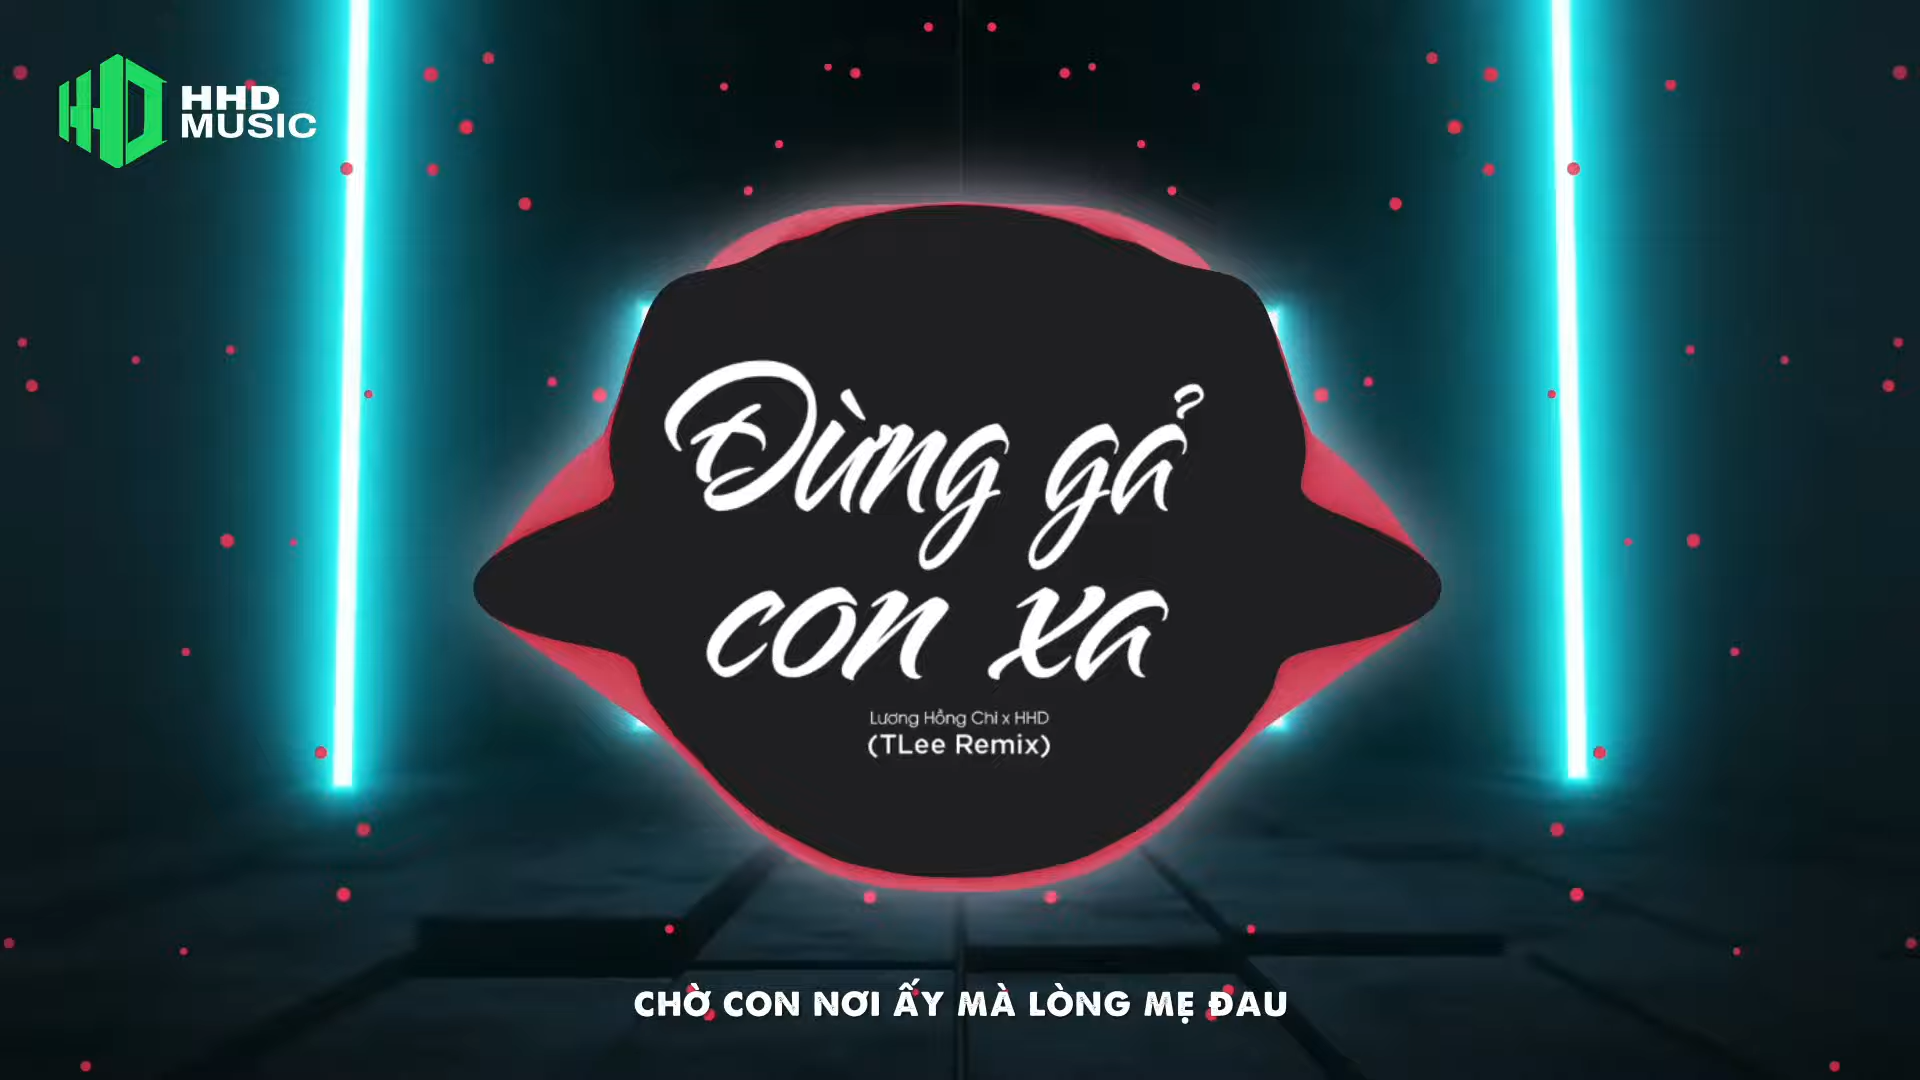 HHD
MUSIC
Đừng gả
con xa
Lương Hồng Chi x HHD
(TLee Remix)
CHỜ CON NƠI ẤY MÀ LÒNG MẸ ĐAU